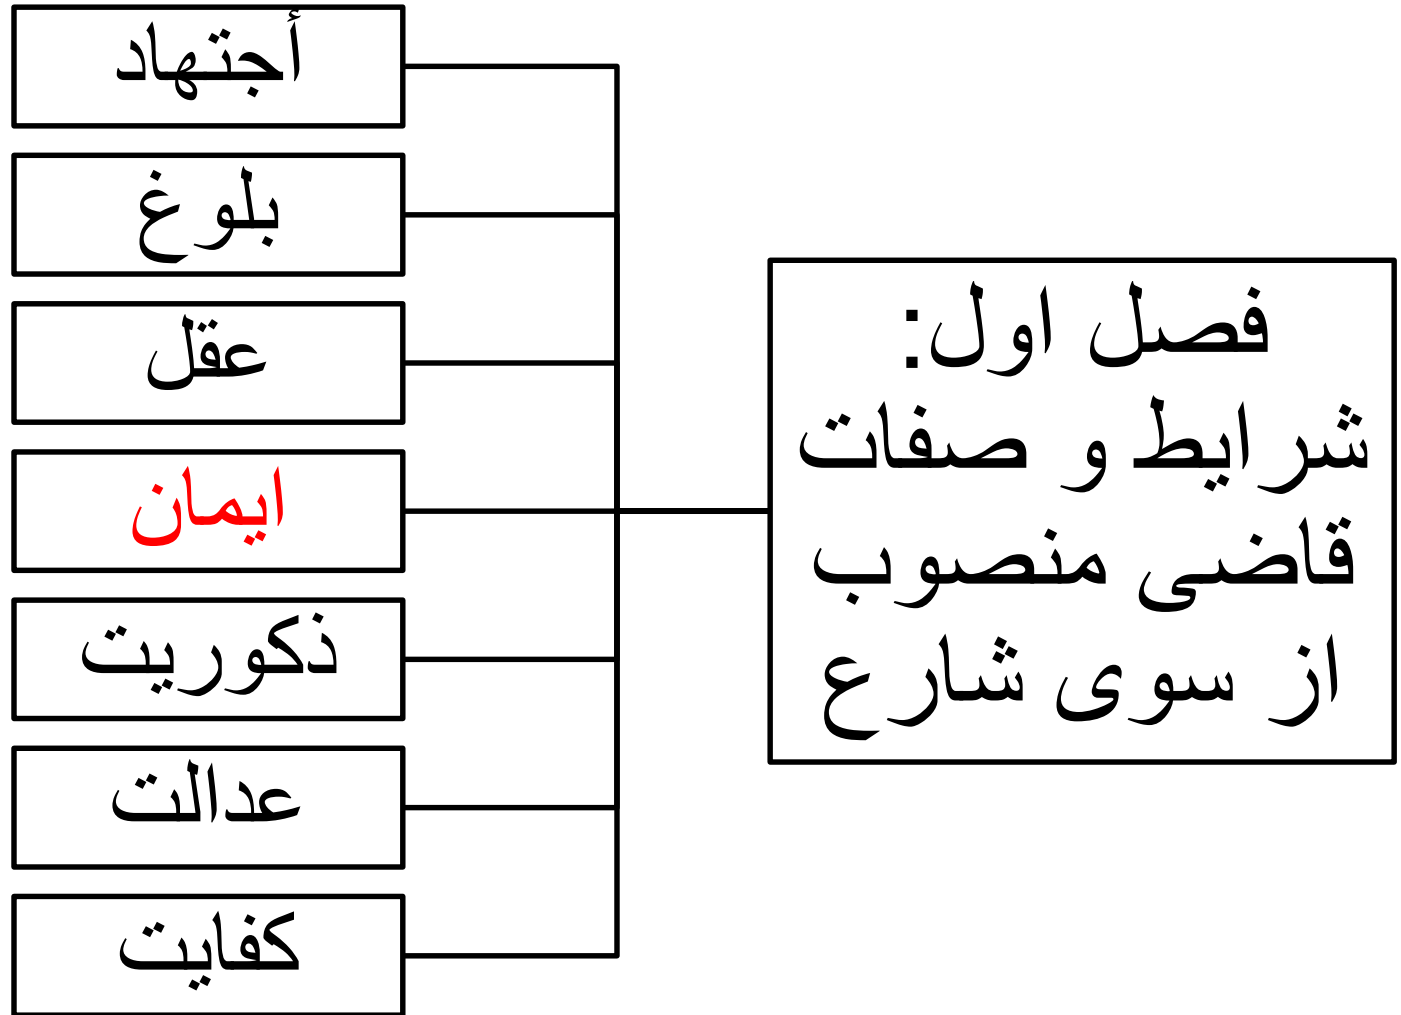 فصل اول:
شرایط و صفات
قاضی منصوب
از سوی شارع
أجتهاد
بلوغ
عقل
ایمان
ذکوریت
عدالت
کفایت